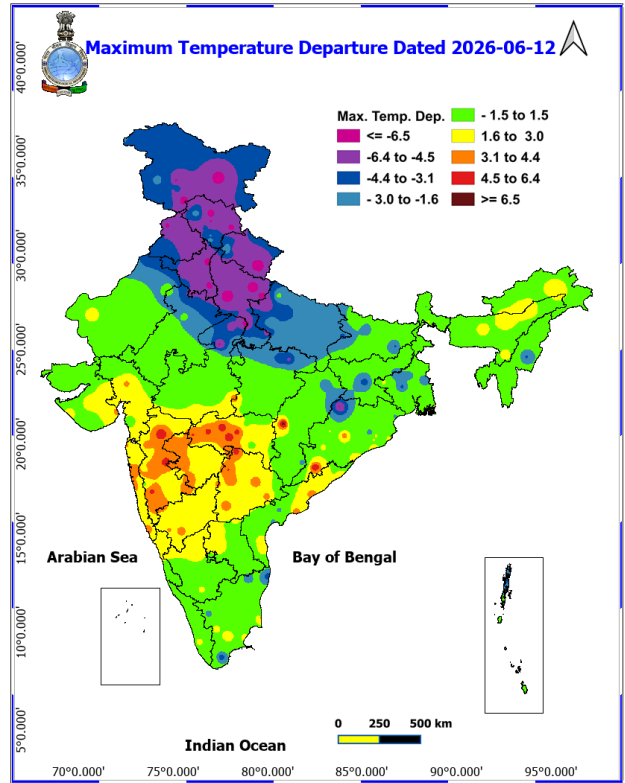 Maximum Temperature Departure Dated 2026-06-12
40°0.000'
35°0.000'
30°0.000'
25°0.000'
20°0.000'
15°0.000'
10°0.000'
5°0.000'
Max. Temp. Dep.
<= -6.5
-6.4 to -4.5
-4.4 to -3.1
- 3.0 to -1.6
- 1.5 to 1.5
1.6 to 3.0
3.1 to 4.4
4.5 to 6.4
>= 6.5
Arabian Sea
Bay of Bengal
Indian Ocean
0 250 500 km
70°0.000' 75°0.000' 80°0.000' 85°0.000' 90°0.000' 95°0.000'